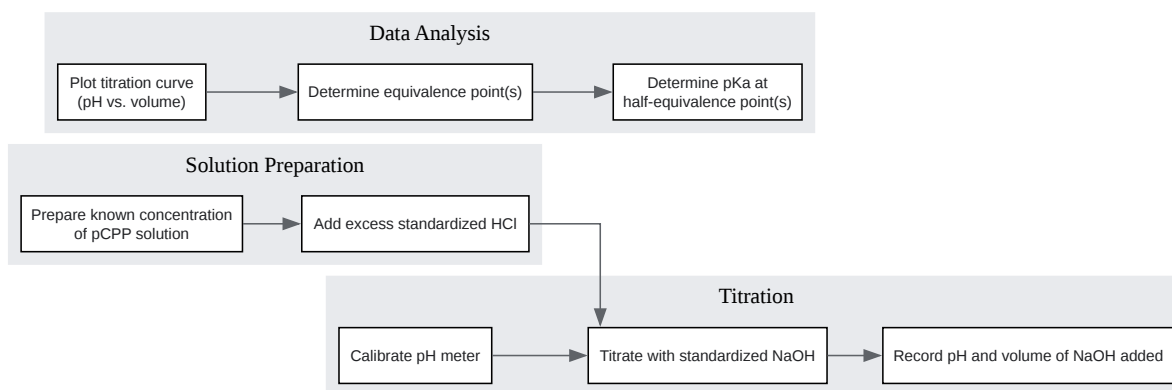 Data Analysis
Plot titration curve
(pH vs. volume)
Determine equivalence point(s)
Determine pKa at
half-equivalence point(s)
Solution Preparation
Prepare known concentration
of pCPP solution
Add excess standardized HCl
Titration
Calibrate pH meter
Titrate with standardized NaOH
Record pH and volume of NaOH added